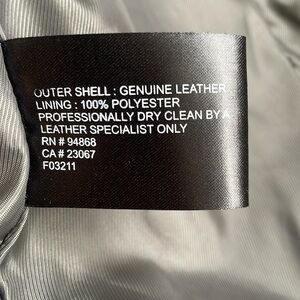 OUTER SHELL : GENUINE LEATHER
LINING : 100% POLYESTER
PROFESSIONALLY DRY CLEAN BY A
LEATHER SPECIALIST ONLY
RN # 94868
CA # 23067
F03211